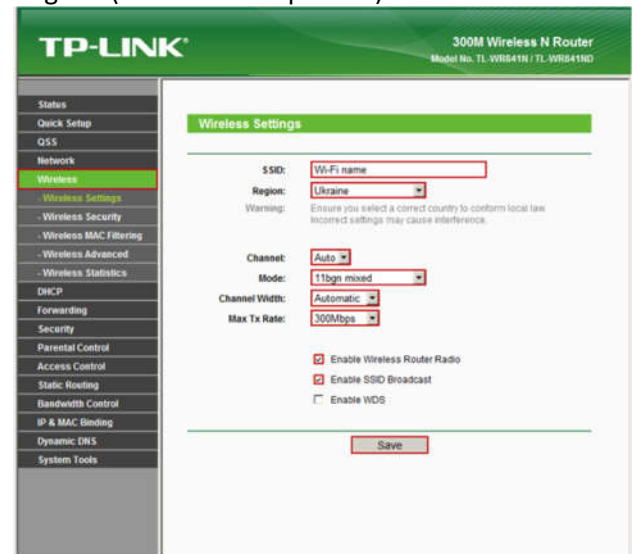 TP-LINK
300M Wireless N Router
Model No. TL-WR841N / TL-WR841ND
Status
Quick Setup
QSS
Network
Wireless
- Wireless Settings
- Wireless Security
- Wireless MAC Filtering
- Wireless Advanced
- Wireless Statistics
DHCP
Forwarding
Security
Parental Control
Access Control
Static Routing
Bandwidth Control
IP & MAC Binding
Dynamic DNS
System Tools
Wireless Settings
SSID: Wi-Fi name
Region: Ukraine
Warning: Ensure you select a correct country to conform local law.
Incorrect settings may cause interference.
Channel: Auto
Mode: 11bgn mixed
Channel Width: Automatic
Max Tx Rate: 300Mbps
Enable Wireless Router Radio
Enable SSID Broadcast
Enable WDS
Save